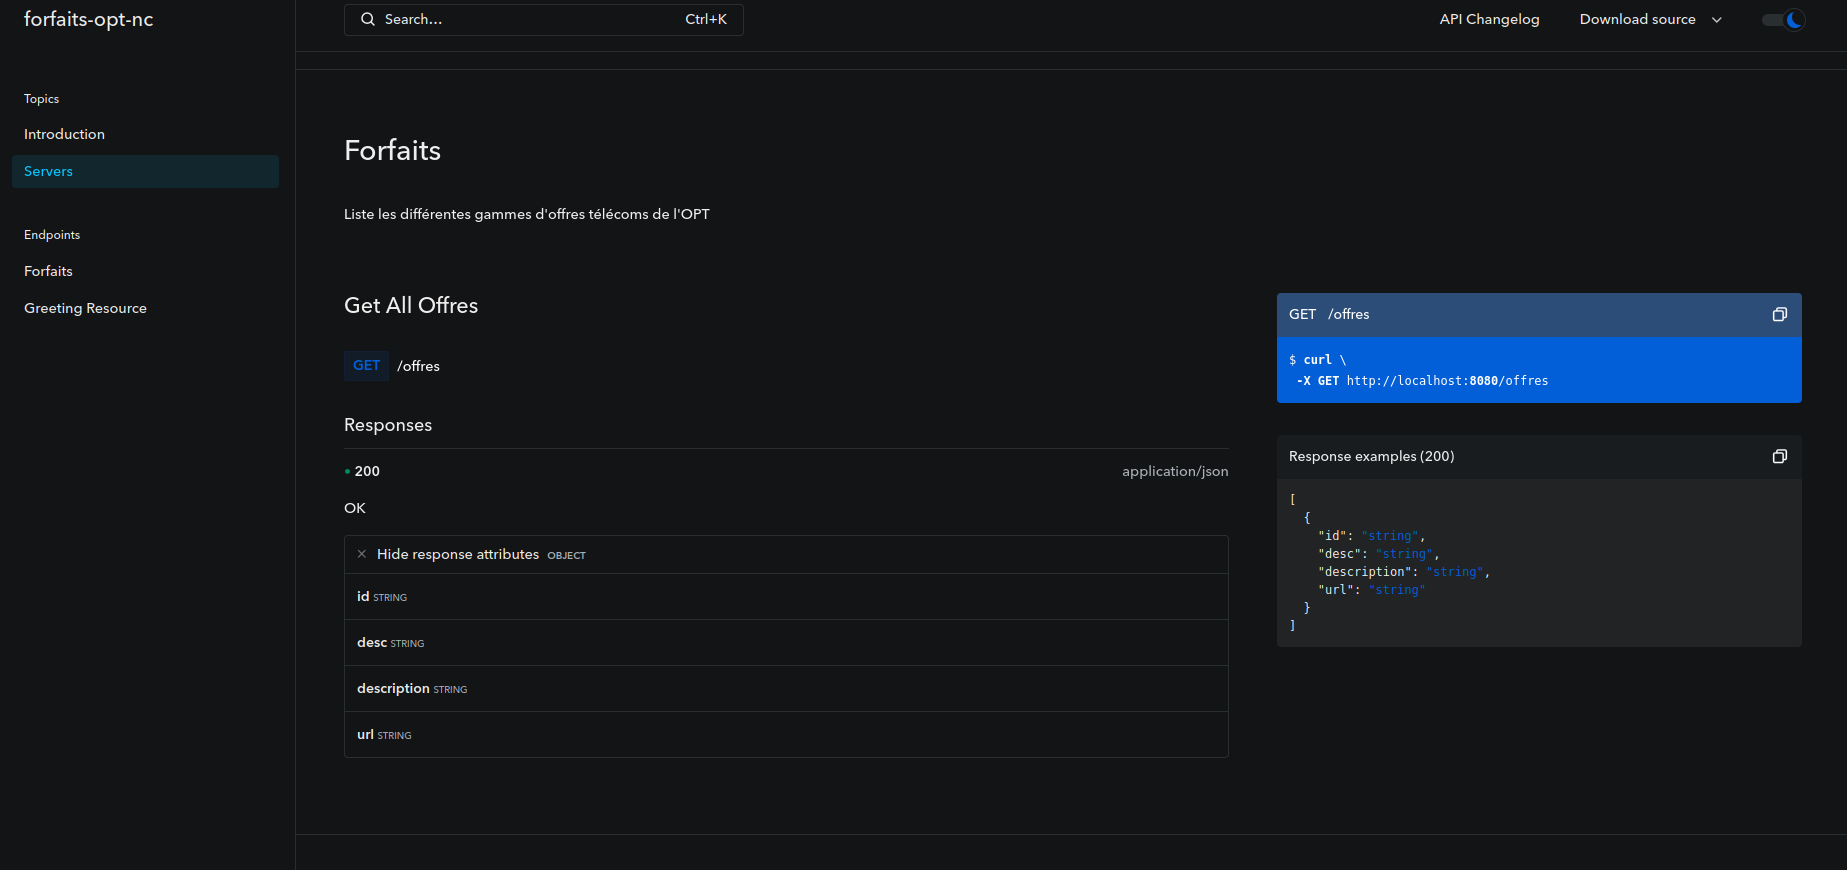 forfaits-opt-nc
Search...
Ctrl+K
API Changelog
Download source
Topics
Introduction
Servers
Endpoints
Forfaits
Greeting Resource
Forfaits
Liste les différentes gammes d'offres télécoms de l'OPT
Get All Offres
GET /offres
Responses
200
application/json
OK
Hide response attributes OBJECT
id STRING
desc STRING
description STRING
url STRING
GET /offres
$ curl \
-X GET http://localhost:8080/offres
Response examples (200)
[
{
"id": "string",
"desc": "string",
"description": "string",
"url": "string"
}
]